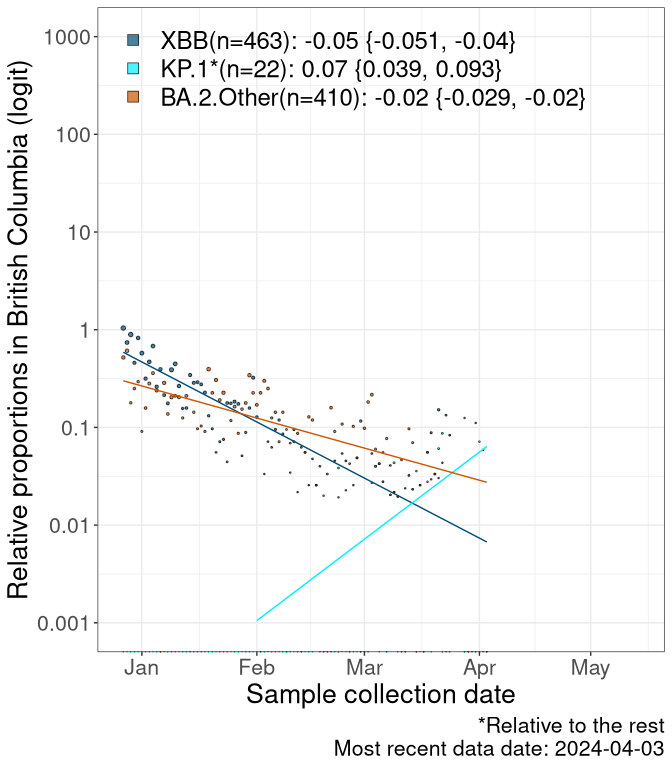 XBB(n=463): -0.05 {-0.051, -0.04}
KP.1*(n=22): 0.07 {0.039, 0.093}
BA.2.Other(n=410): -0.02 {-0.029, -0.02}
Relative proportions in British Columbia (logit)
1000
100
10
1
0.1
0.01
0.001
Jan Feb Mar Apr May
Sample collection date
*Relative to the rest
Most recent data date: 2024-04-03